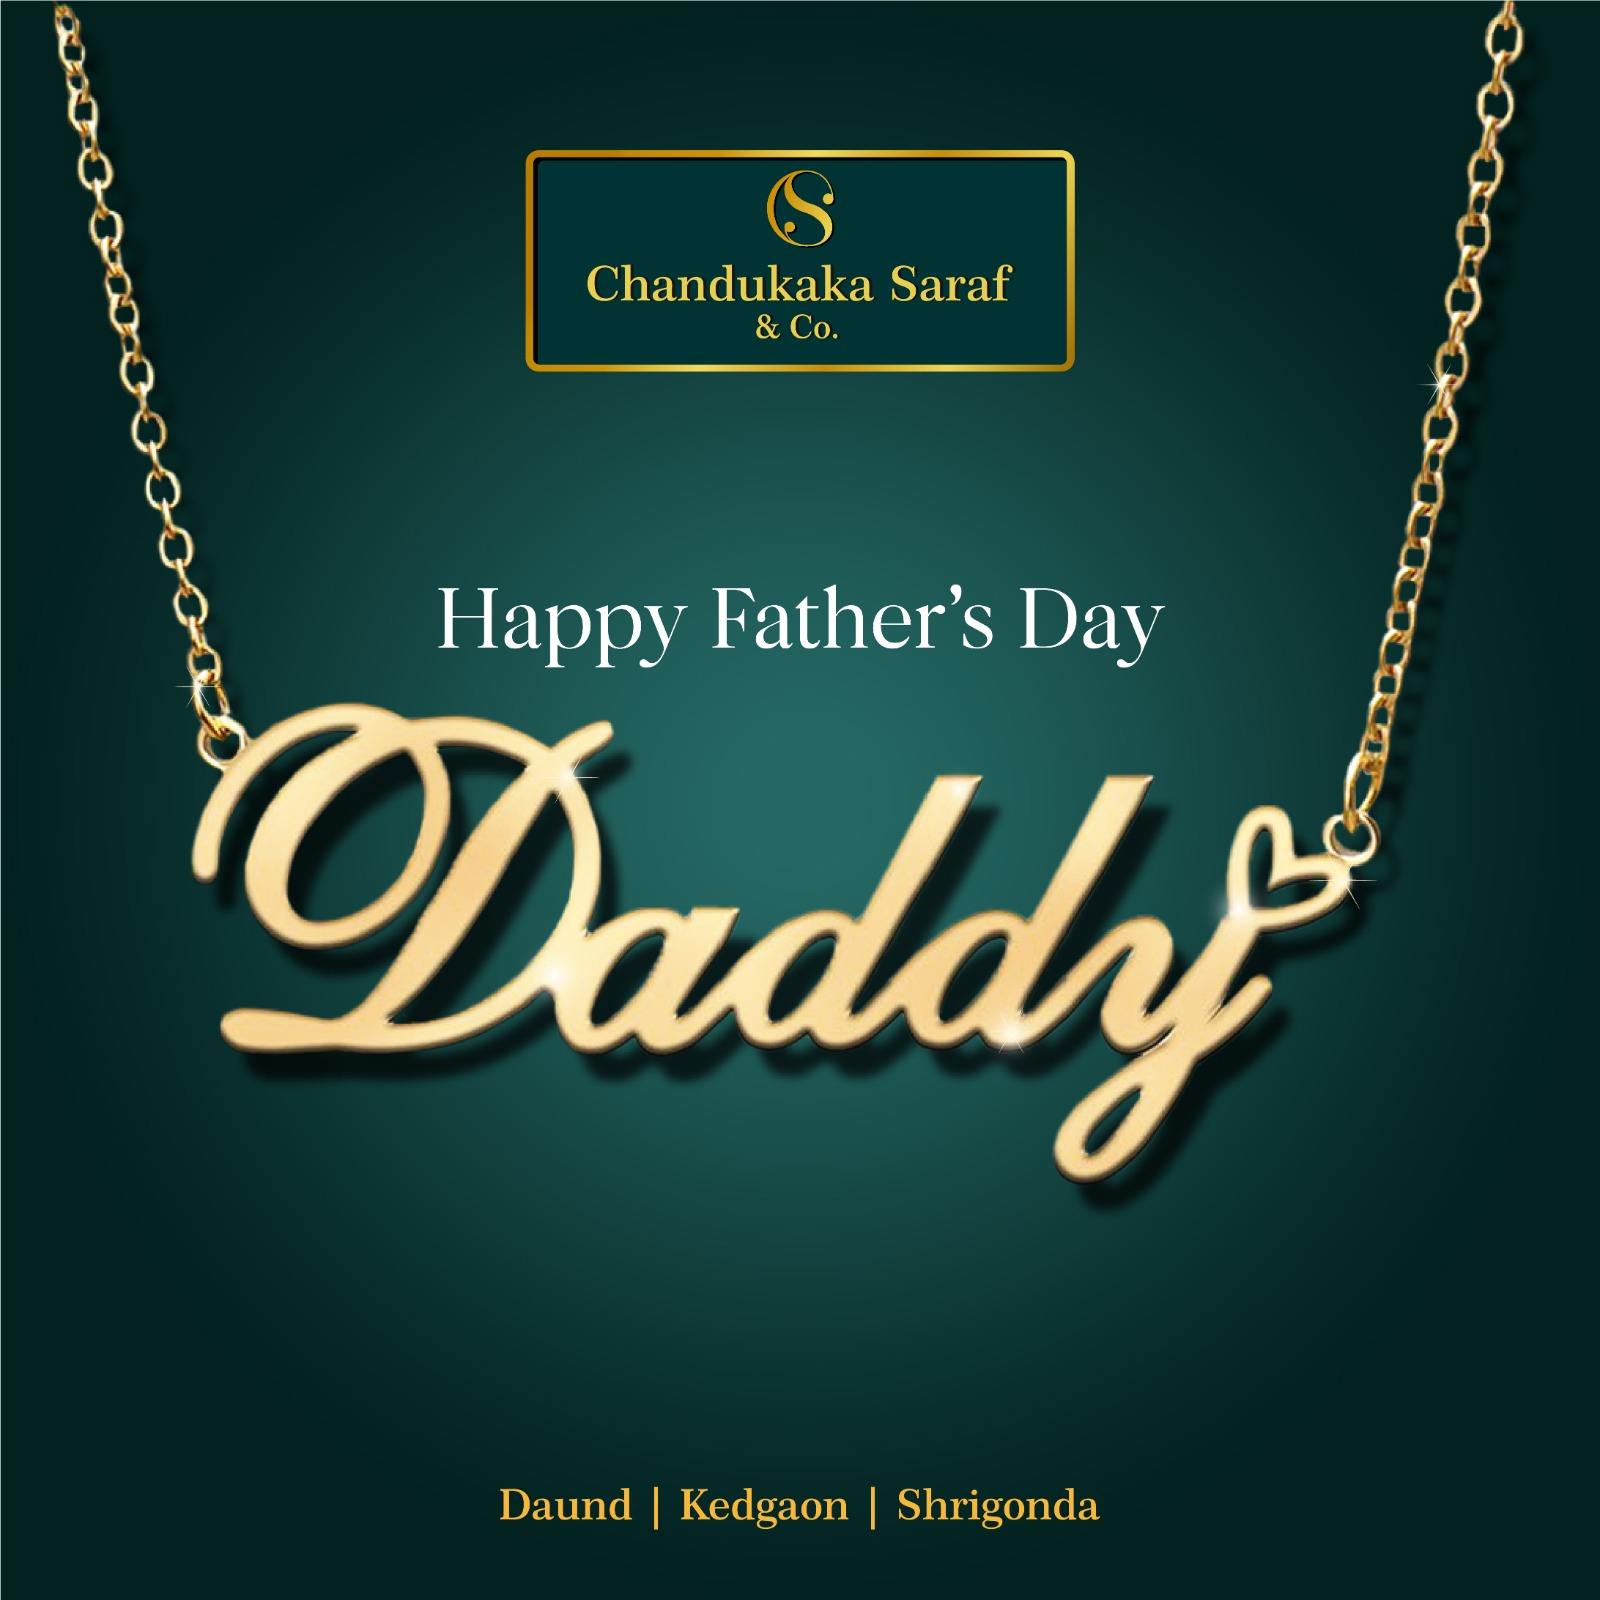 CS
Chandukaka Saraf
& Co.
Happy Father’s Day
Daddy
Daund | Kedgaon | Shrigonda